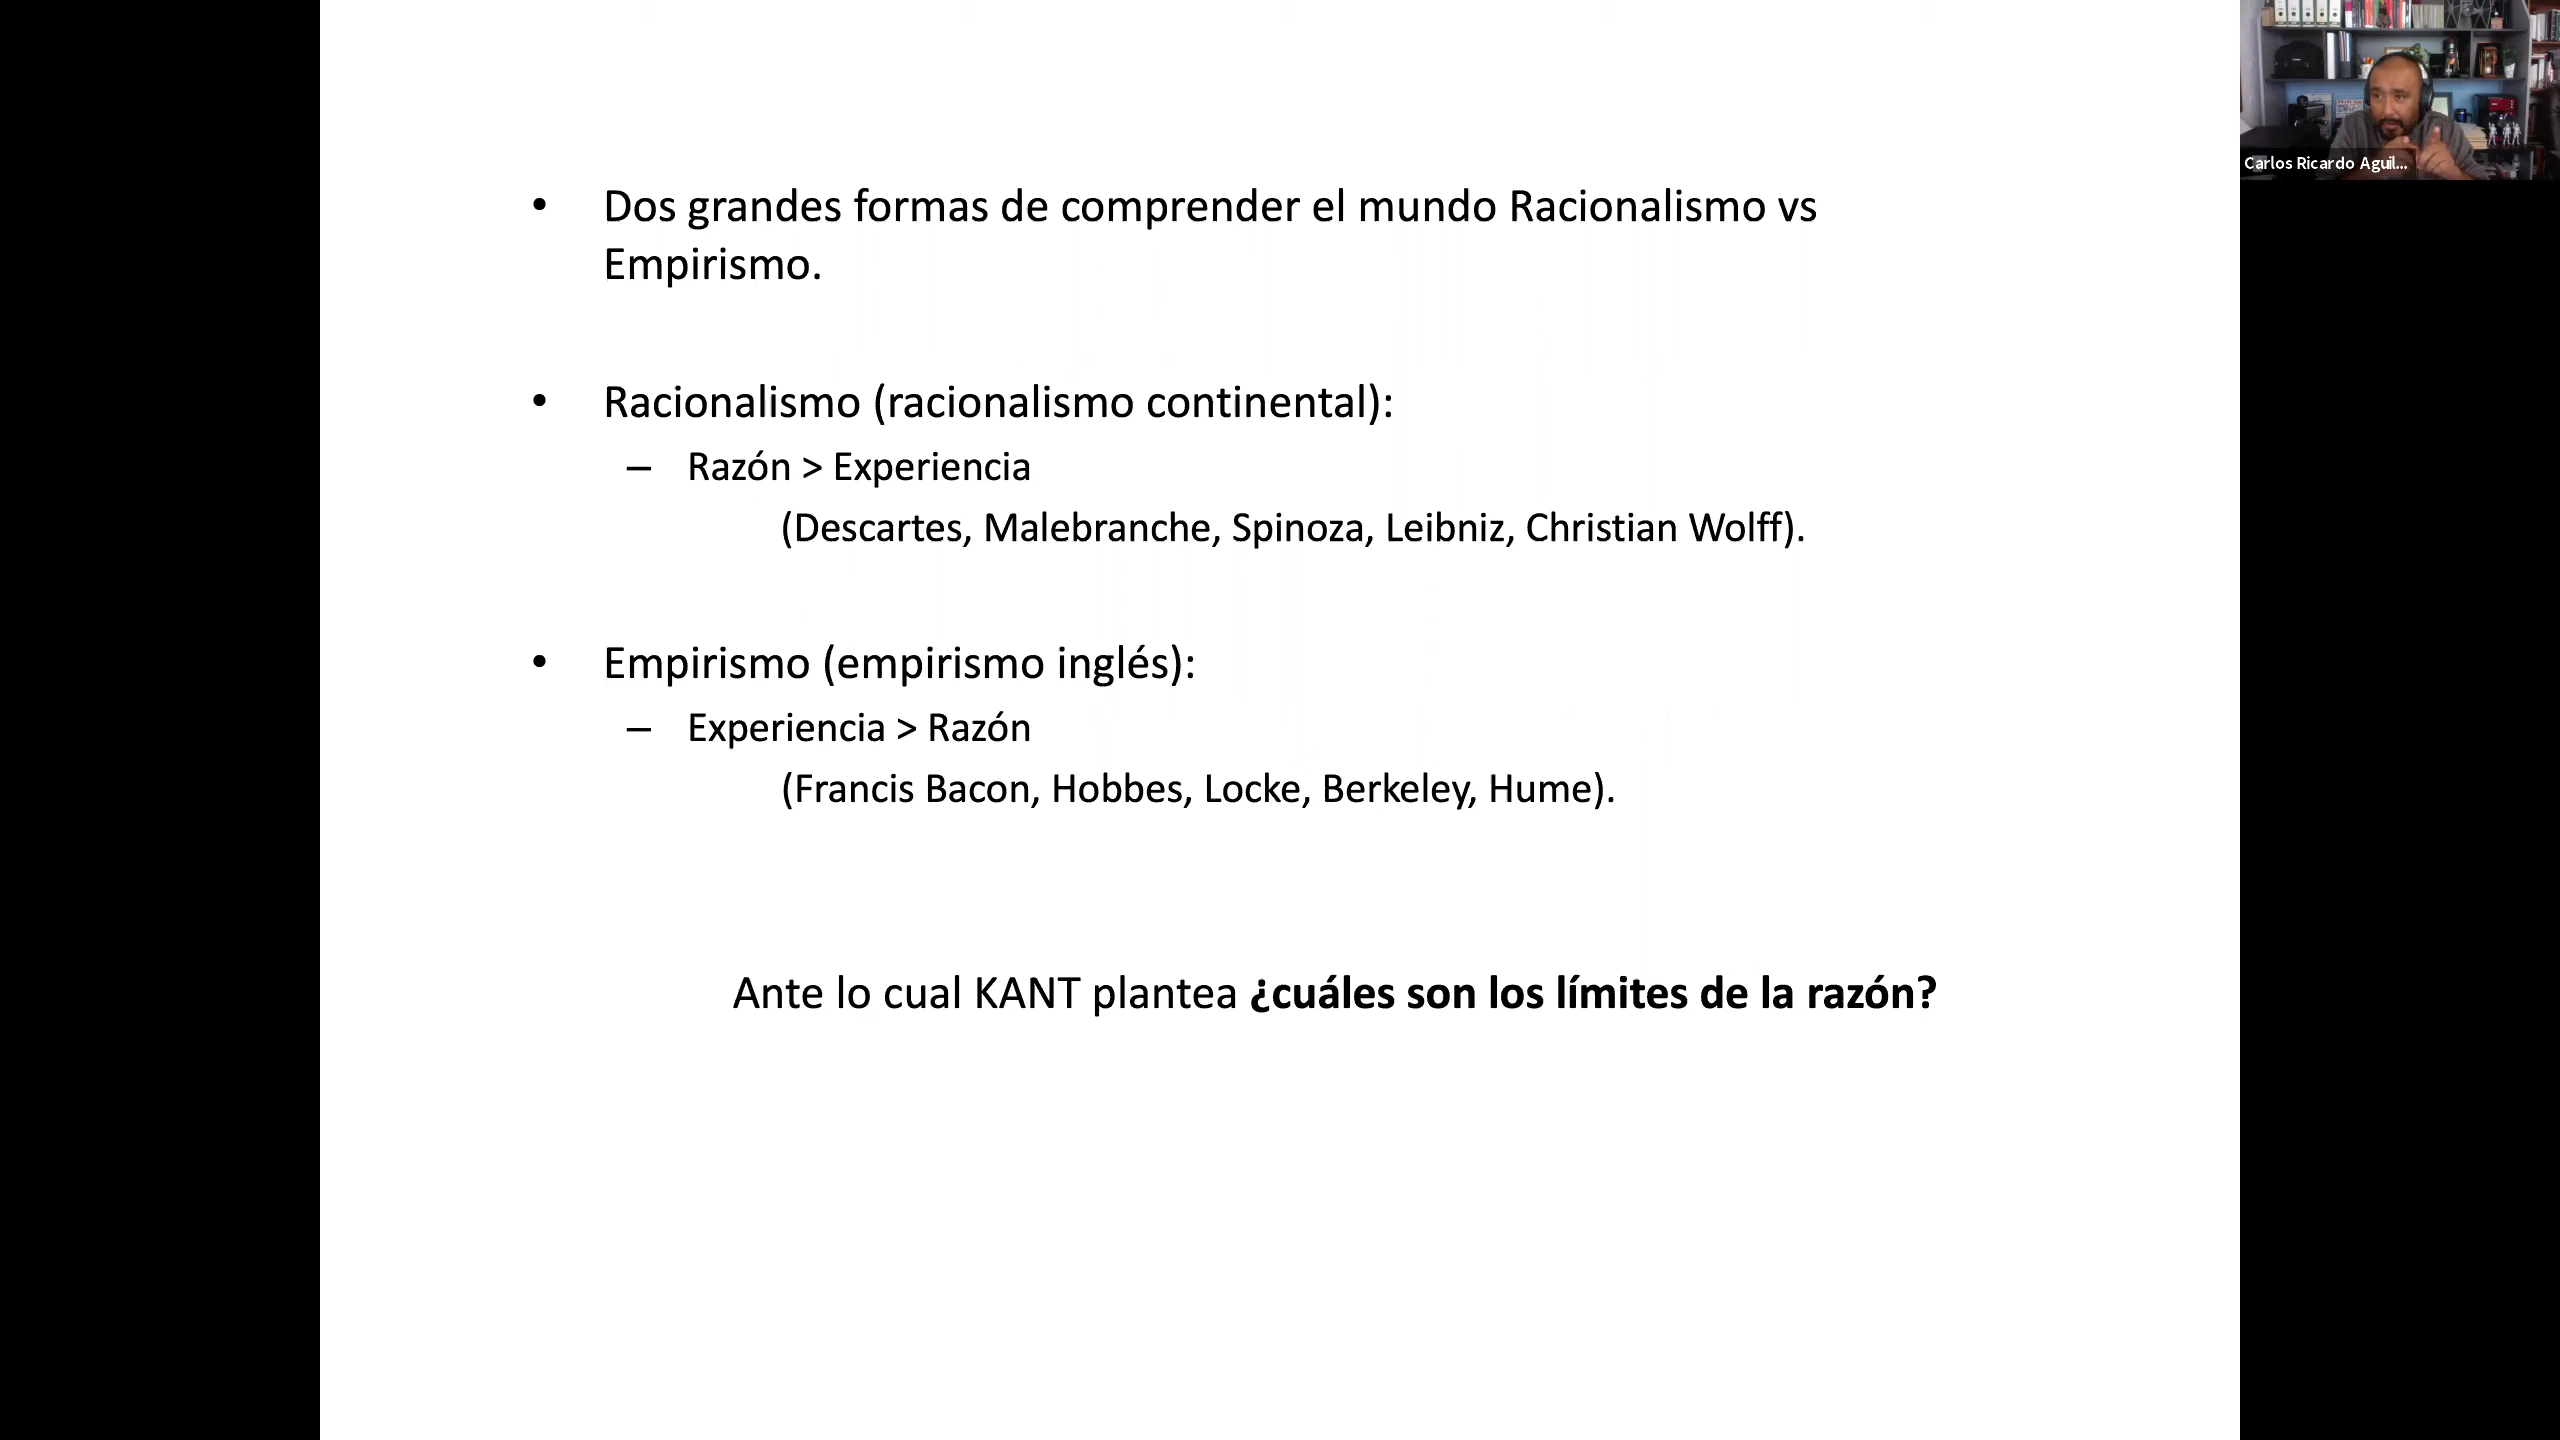 Carlos Ricardo Aguil...
• Dos grandes formas de comprender el mundo Racionalismo vs
Empirismo.
• Racionalismo (racionalismo continental):
– Razón > Experiencia
(Descartes, Malebranche, Spinoza, Leibniz, Christian Wolff).
• Empirismo (empirismo inglés):
– Experiencia > Razón
(Francis Bacon, Hobbes, Locke, Berkeley, Hume).
Ante lo cual KANT plantea ¿cuáles son los límites de la razón?